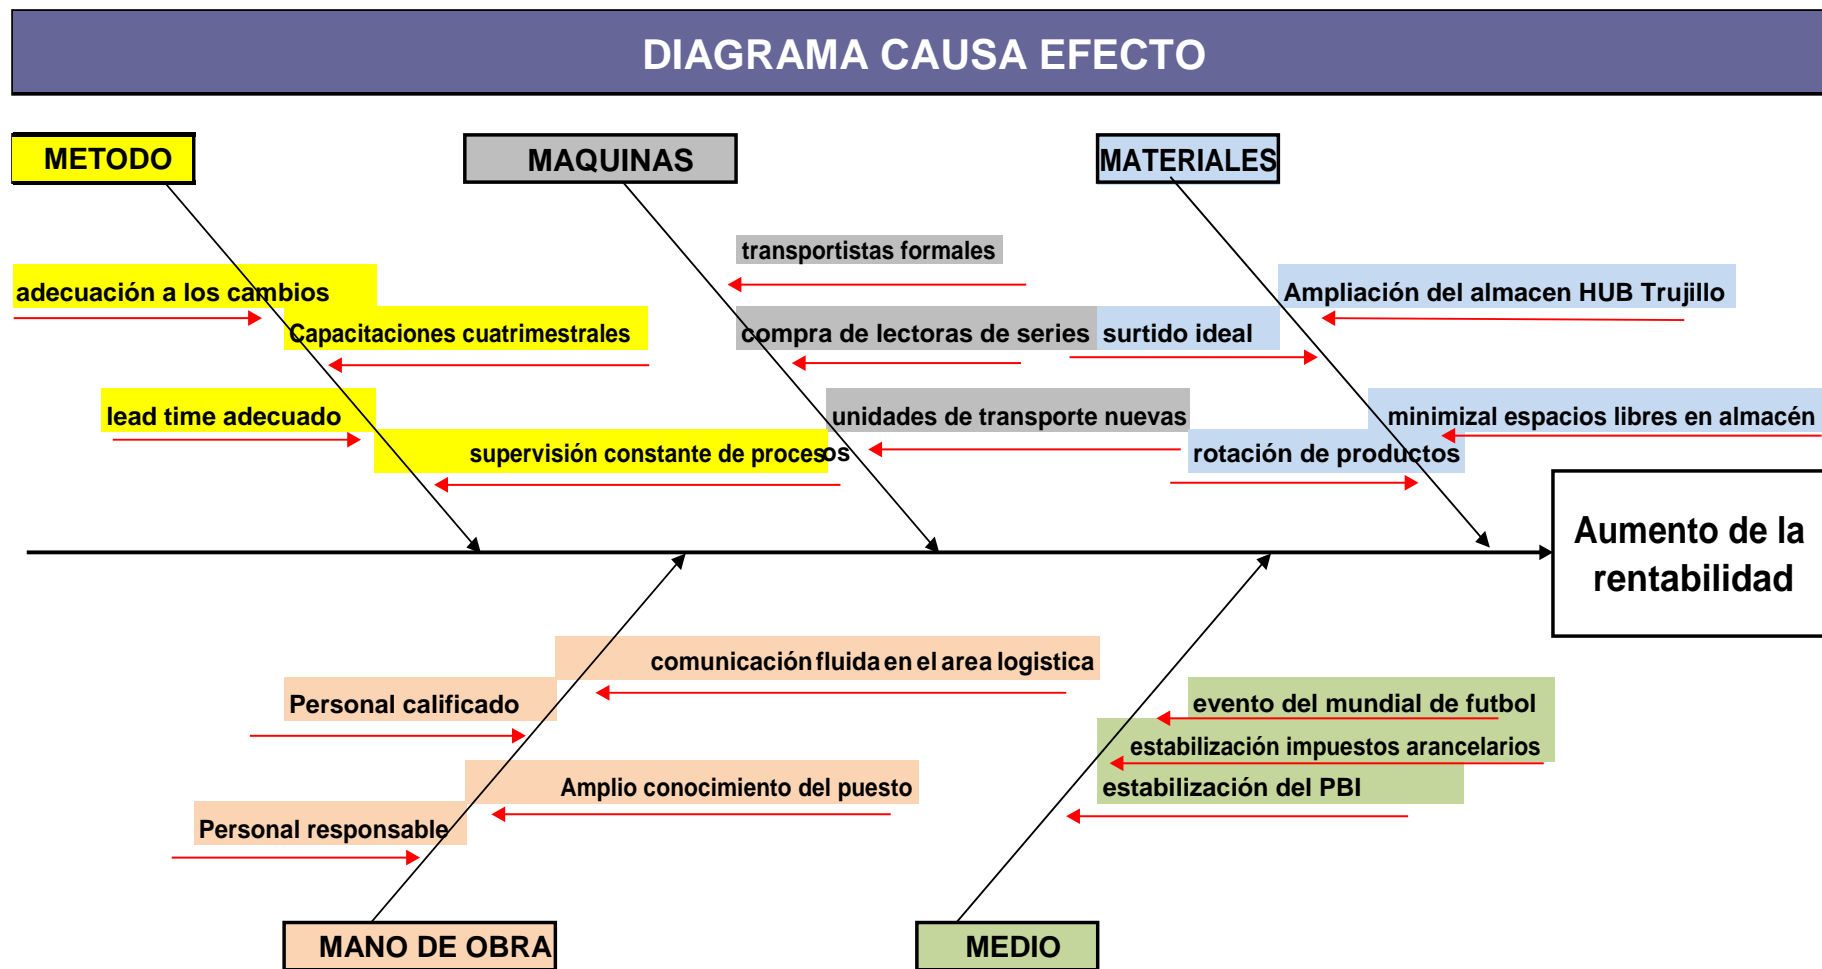 DIAGRAMA CAUSA EFECTO
METODO
MAQUINAS
MATERIALES
transportistas formales
adecuación a los cambios
Ampliación del almacen HUB Trujillo
Capacitaciones cuatrimestrales
compra de lectoras de series
surtido ideal
lead time adecuado
unidades de transporte nuevas
minimizal espacios libres en almacén
supervisión constante de procesos
rotación de productos
Aumento de la
rentabilidad
comunicación fluida en el area logistica
Personal calificado
evento del mundial de futbol
estabilización impuestos arancelarios
Amplio conocimiento del puesto
estabilización del PBI
Personal responsable
MANO DE OBRA
MEDIO